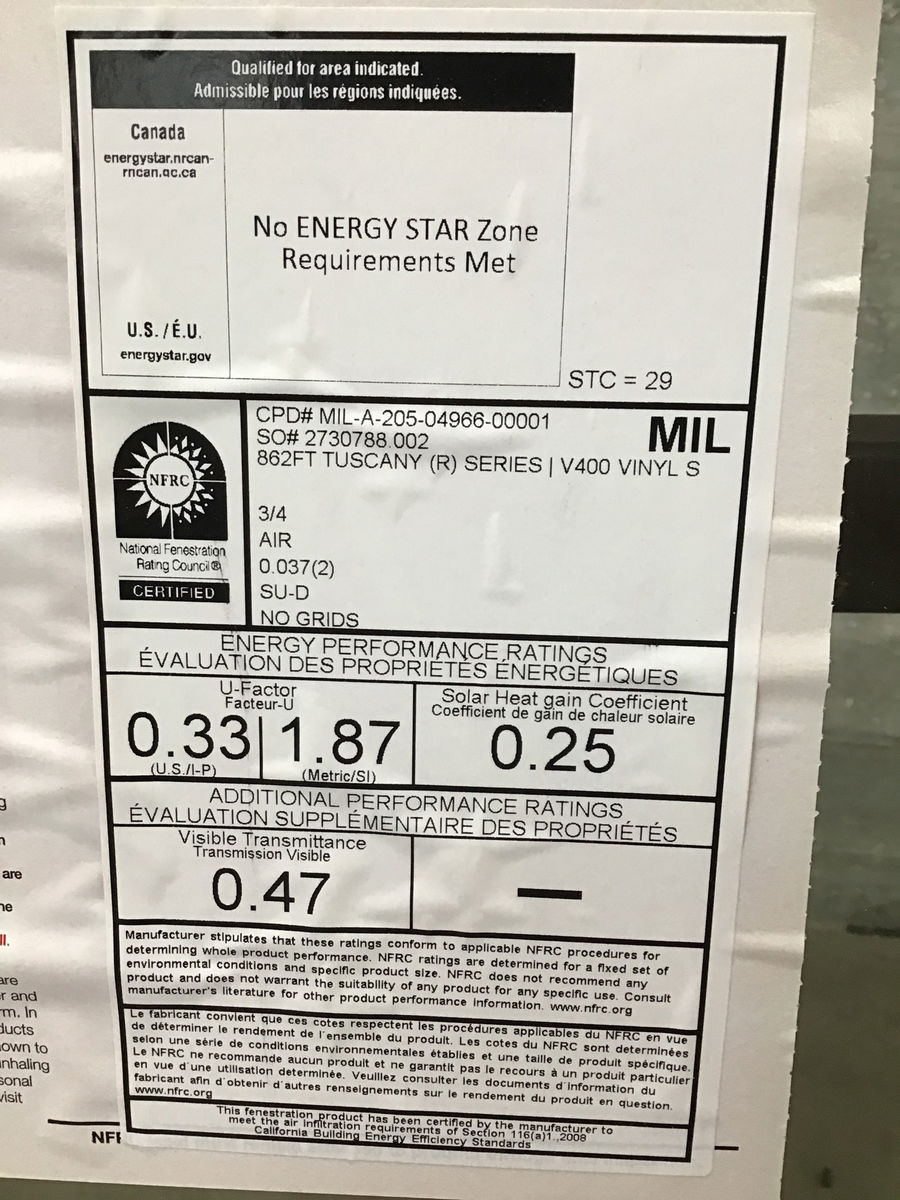 Qualified for area indicated.
Admissible pour les régions indiquées.
Canada
energystar.nrcan-
rncan.gc.ca
No ENERGY STAR Zone
Requirements Met
U.S. / É.U.
energystar.gov
STC = 29
CPD# MIL-A-205-04966-00001
MIL
SO# 2730788.002
862FT TUSCANY (R) SERIES | V400 VINYL S
3/4
AIR
0.037(2)
SU-D
NO GRIDS
NFRC
National Fenestration
Rating Council®
CERTIFIED
ENERGY PERFORMANCE RATINGS
ÉVALUATION DES PROPRIÉTÉS ÉNERGÉTIQUES
U-Factor
Facteur-U
0.33 | 1.87
(U.S./I-P)
(Metric/SI)
Solar Heat gain Coefficient
Coefficient de gain de chaleur solaire
0.25
ADDITIONAL PERFORMANCE RATINGS
ÉVALUATION SUPPLÉMENTAIRE DES PROPRIÉTÉS
Visible Transmittance
Transmission Visible
0.47
—
Manufacturer stipulates that these ratings conform to applicable NFRC procedures for
determining whole product performance. NFRC ratings are determined for a fixed set of
environmental conditions and specific product size. NFRC does not recommend any
product and does not warrant the suitability of any product for any specific use. Consult
manufacturer's literature for other product performance information. www.nfrc.org
Le fabricant convient que ces cotes respectent les procédures applicables du NFRC en vue
de déterminer le rendement de l'ensemble du produit. Les cotes du NFRC sont determinées
selon une série de conditions environnementales établies et une taille de produit spécifique.
Le NFRC ne recommande aucun produit et ne garantit pas le recours à un produit particulier
en vue d'une utilisation determinée. Veuillez consulter les documents d'information du
fabricant afin d'obtenir d'autres renseignements sur le rendement du produit en question.
www.nfrc.org
This fenestration product has been certified by the manufacturer to
meet the air infiltration requirements of Section 116(a)1.,2008
California Building Energy Efficiency Standards
are
r and
rm. In
ducts
own to
nhaling
sonal
visit